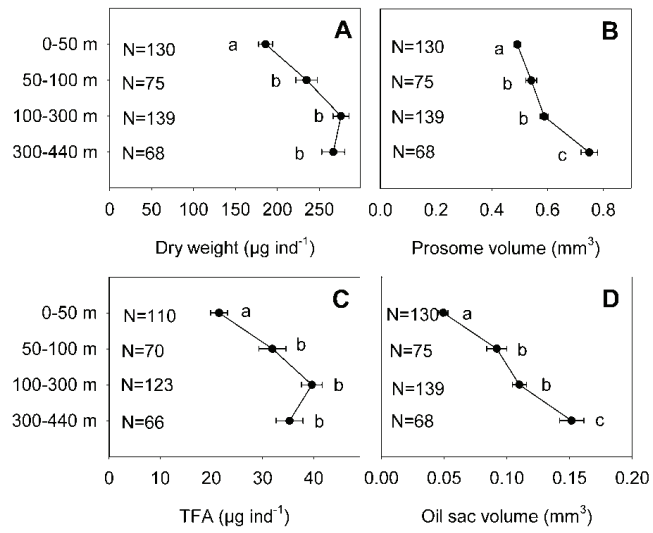 A B
0-50 m N=130 a N=130 a
50-100 m N=75 b N=75 b
100-300 m N=139 b N=139 b
300-440 m N=68 b N=68 c
0 50 100 150 200 250 0.0 0.2 0.4 0.6 0.8
Dry weight (µg ind⁻¹) Prosome volume (mm³)
C D
0-50 m N=110 a N=130 a
50-100 m N=70 b N=75 b
100-300 m N=123 b N=139 b
300-440 m N=66 b N=68 c
0 10 20 30 40 0.00 0.05 0.10 0.15 0.20
TFA (µg ind⁻¹) Oil sac volume (mm³)